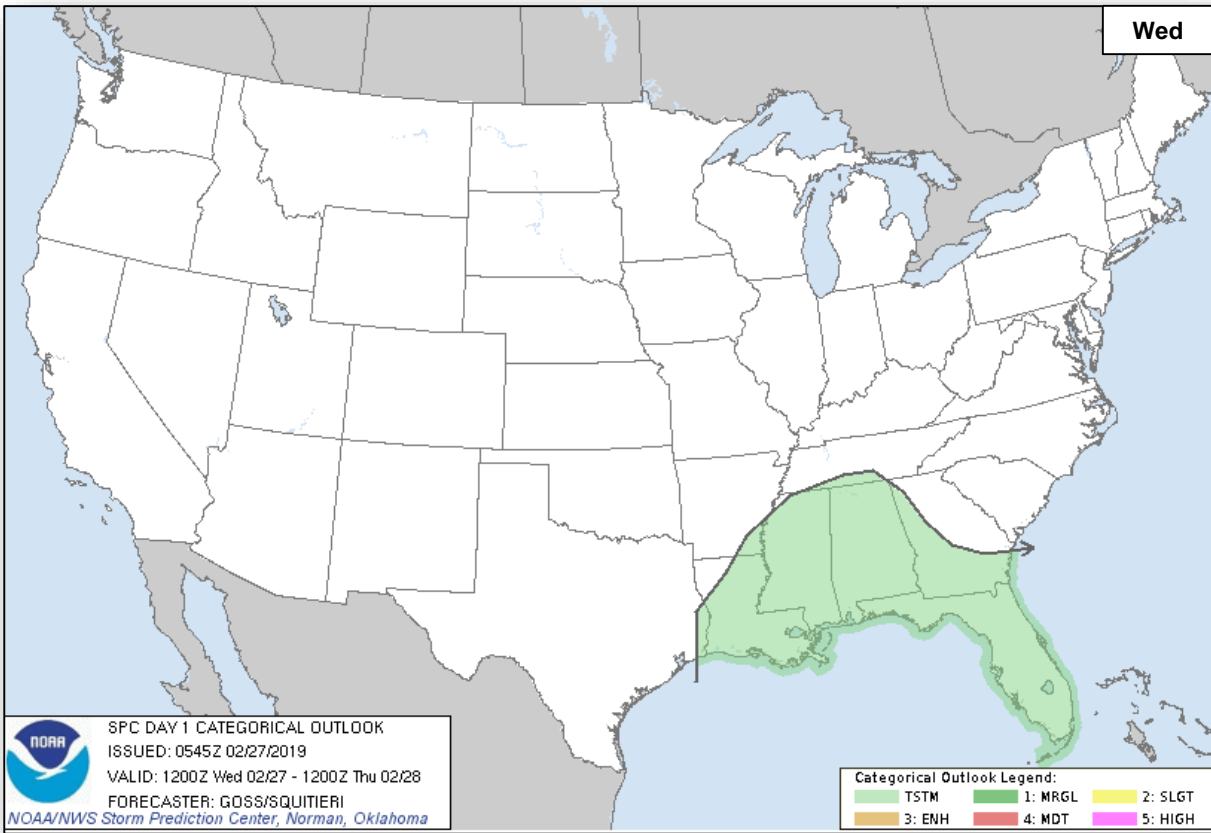 Wed
NOAA
SPC DAY 1 CATEGORICAL OUTLOOK
ISSUED: 0545Z 02/27/2019
VALID: 1200Z Wed 02/27 - 1200Z Thu 02/28
FORECASTER: GOSS/SQUITIERI
NOAA/NWS Storm Prediction Center, Norman, Oklahoma
Categorical Outlook Legend:
TSTM 1: MRGL 2: SLGT
3: ENH 4: MDT 5: HIGH